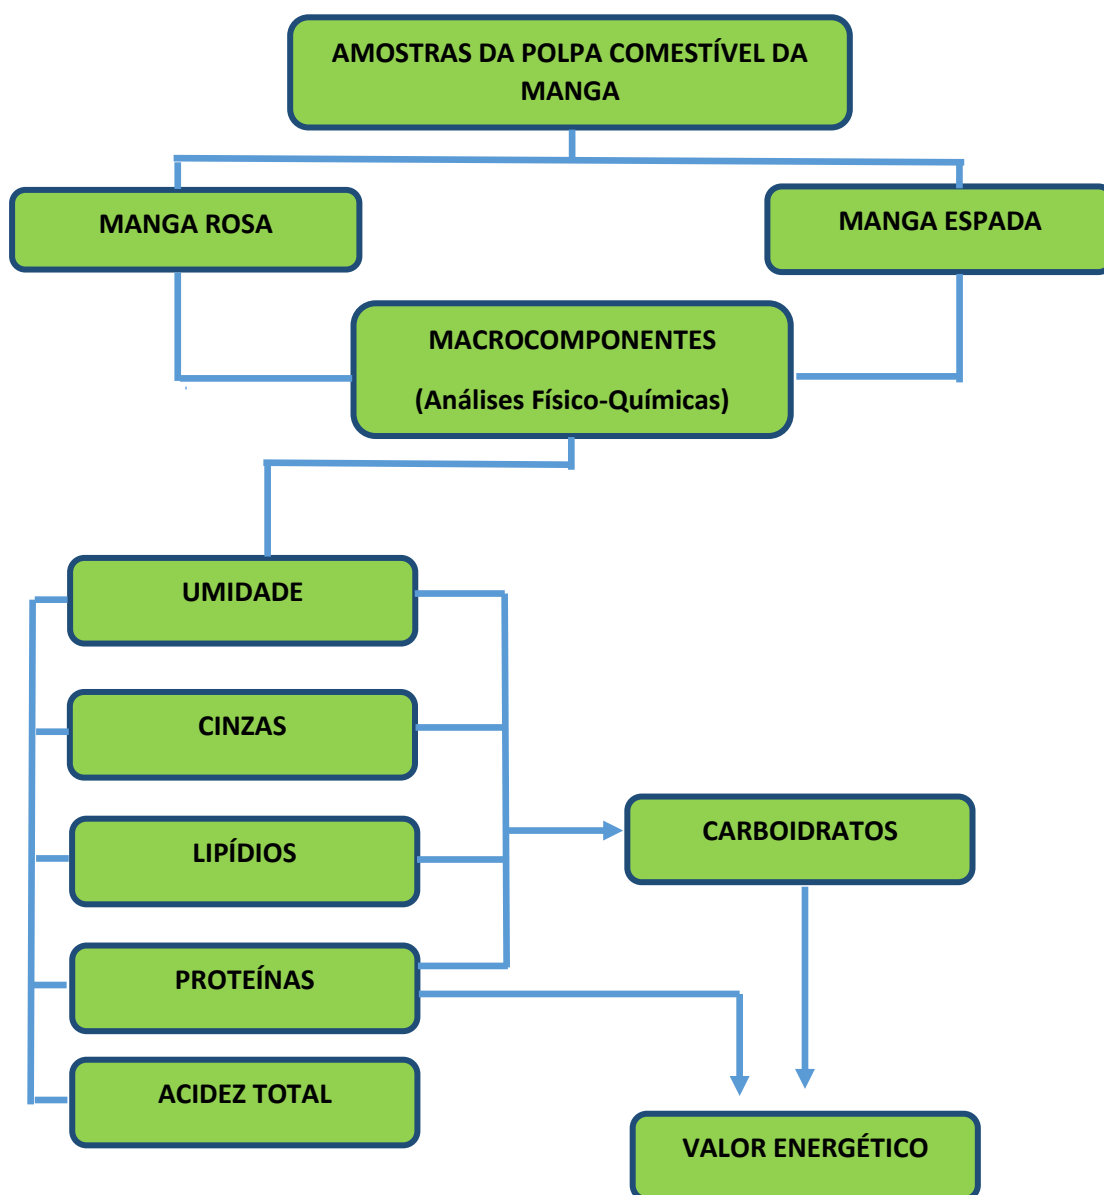 AMOSTRAS DA POLPA COMESTÍVEL DA
MANGA
MANGA ROSA
MANGA ESPADA
MACROCOMPONENTES
(Análises Físico-Químicas)
UMIDADE
CINZAS
LIPÍDIOS
CARBOIDRATOS
PROTEÍNAS
ACIDEZ TOTAL
VALOR ENERGÉTICO